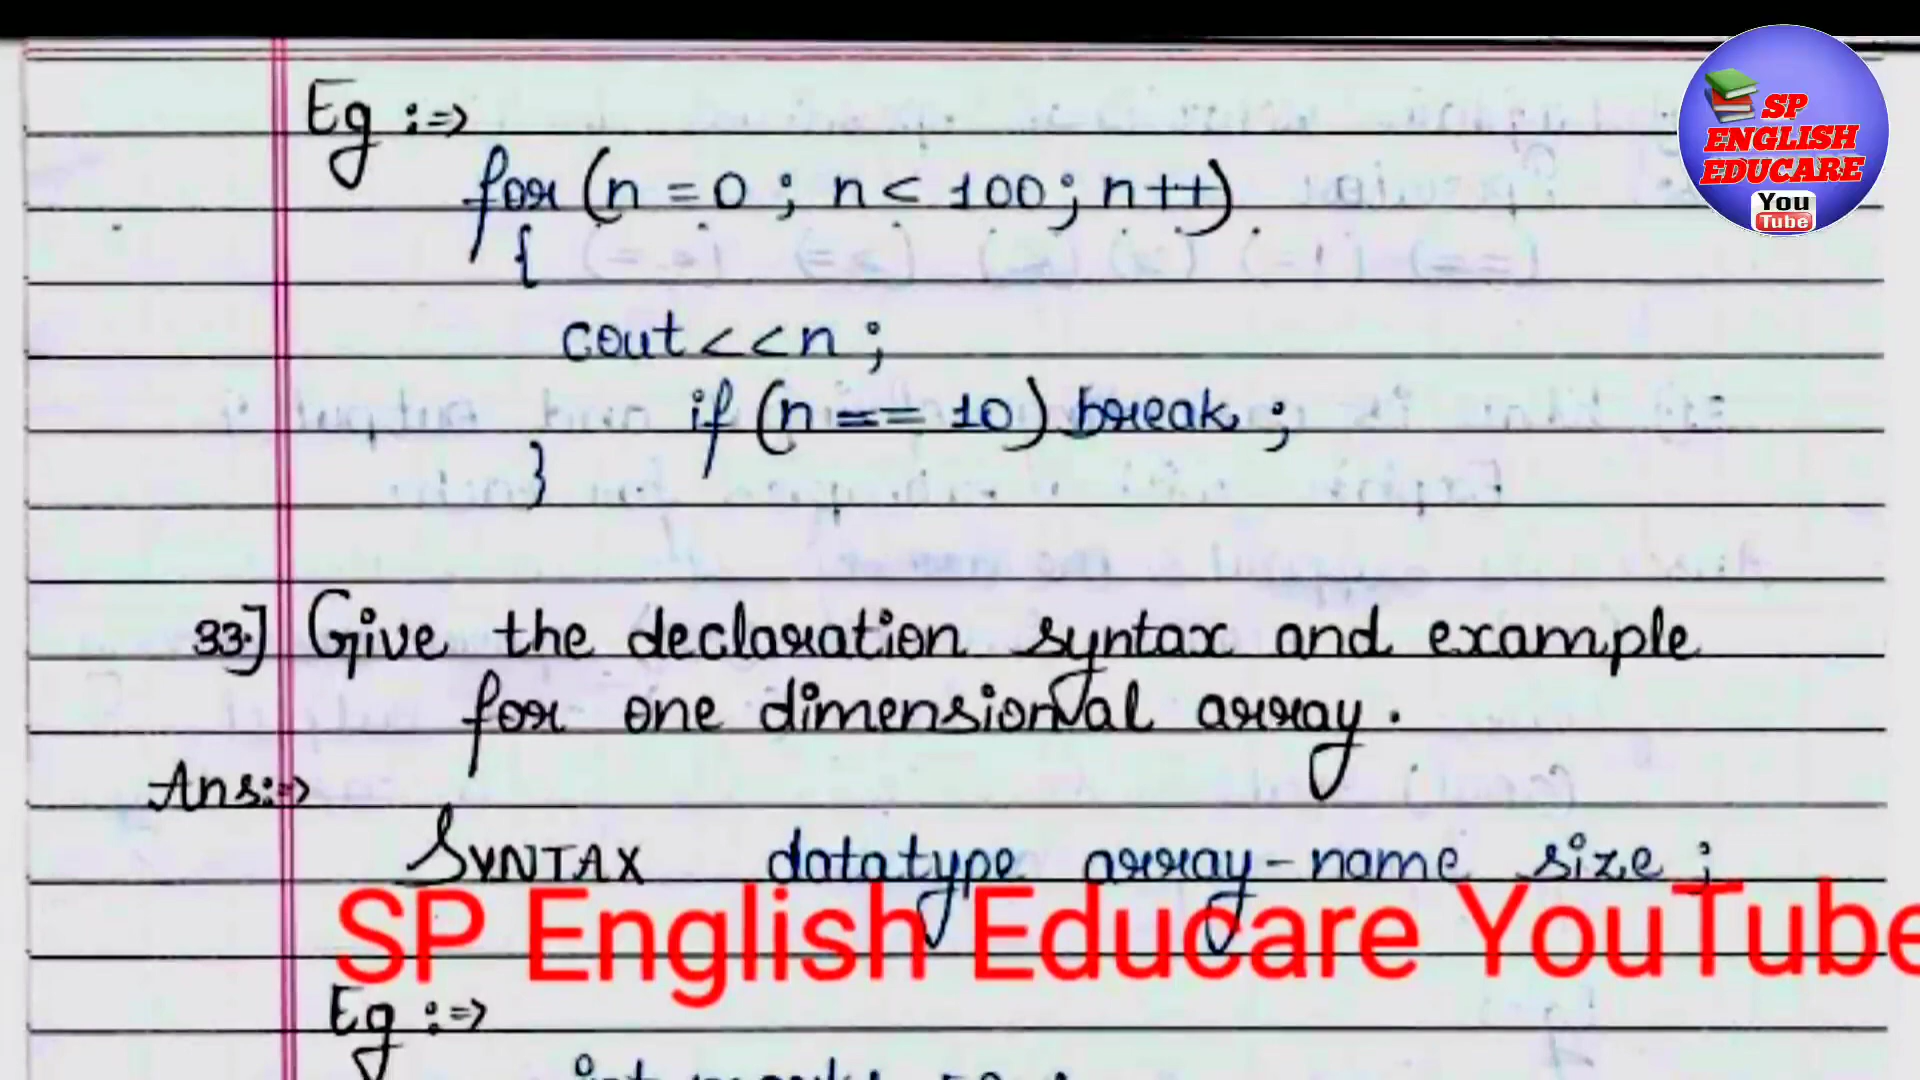 Eg :=>
for (n = 0 ; n < 100 ; n++)
{
cout << n ;
if (n == 10) break ;
}
33.] Give the declaration syntax and example
for one dimensional array .
Ans:=>
SYNTAX datatype array-name size ;
Eg :=>
SP
ENGLISH
EDUCARE
You
Tube
SP English Educare YouTube